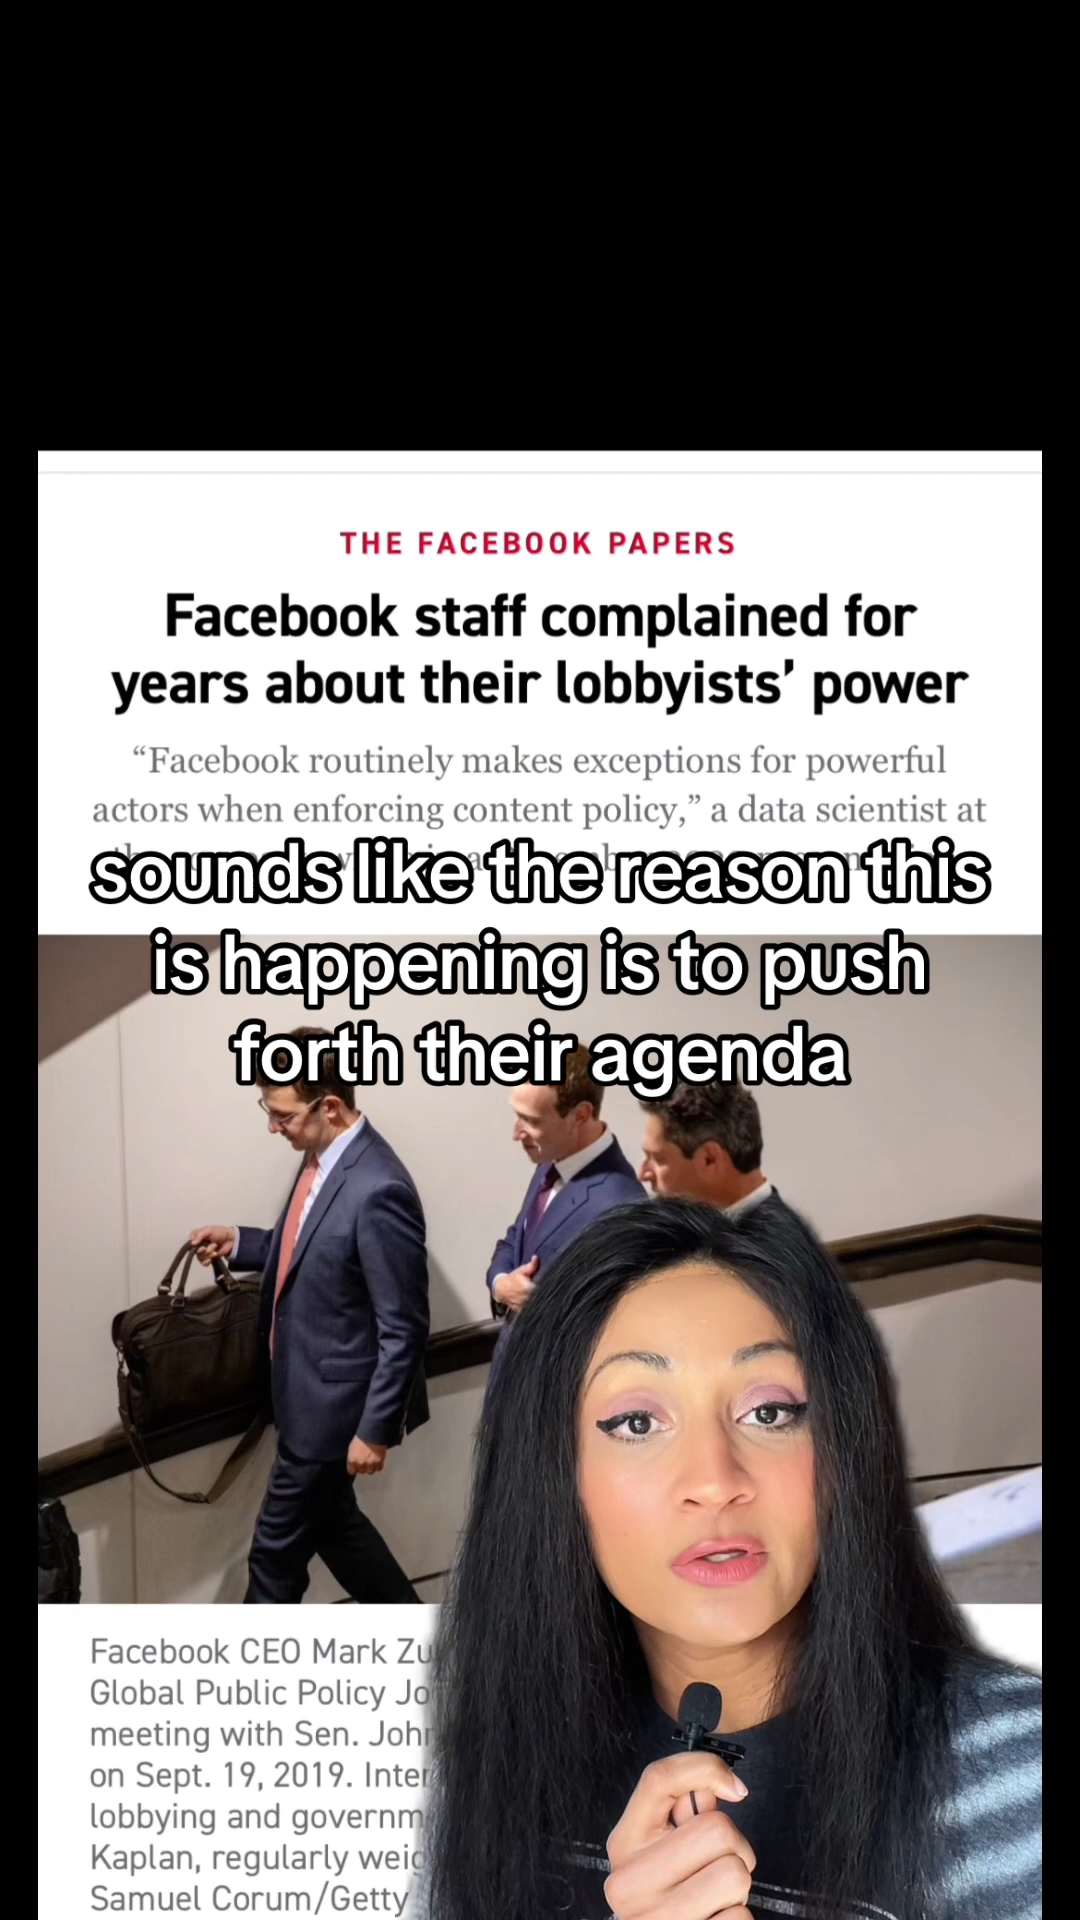 THE FACEBOOK PAPERS
Facebook staff complained for
years about their lobbyists’ power
“Facebook routinely makes exceptions for powerful
actors when enforcing content policy,” a data scientist at
sounds like the reason this
is happening is to push
forth their agenda
Facebook CEO Mark
Global Public Policy
meeting with Sen.
on Sept. 19, 2019.
lobbying and
Kaplan, regularly
Samuel Corum/Getty